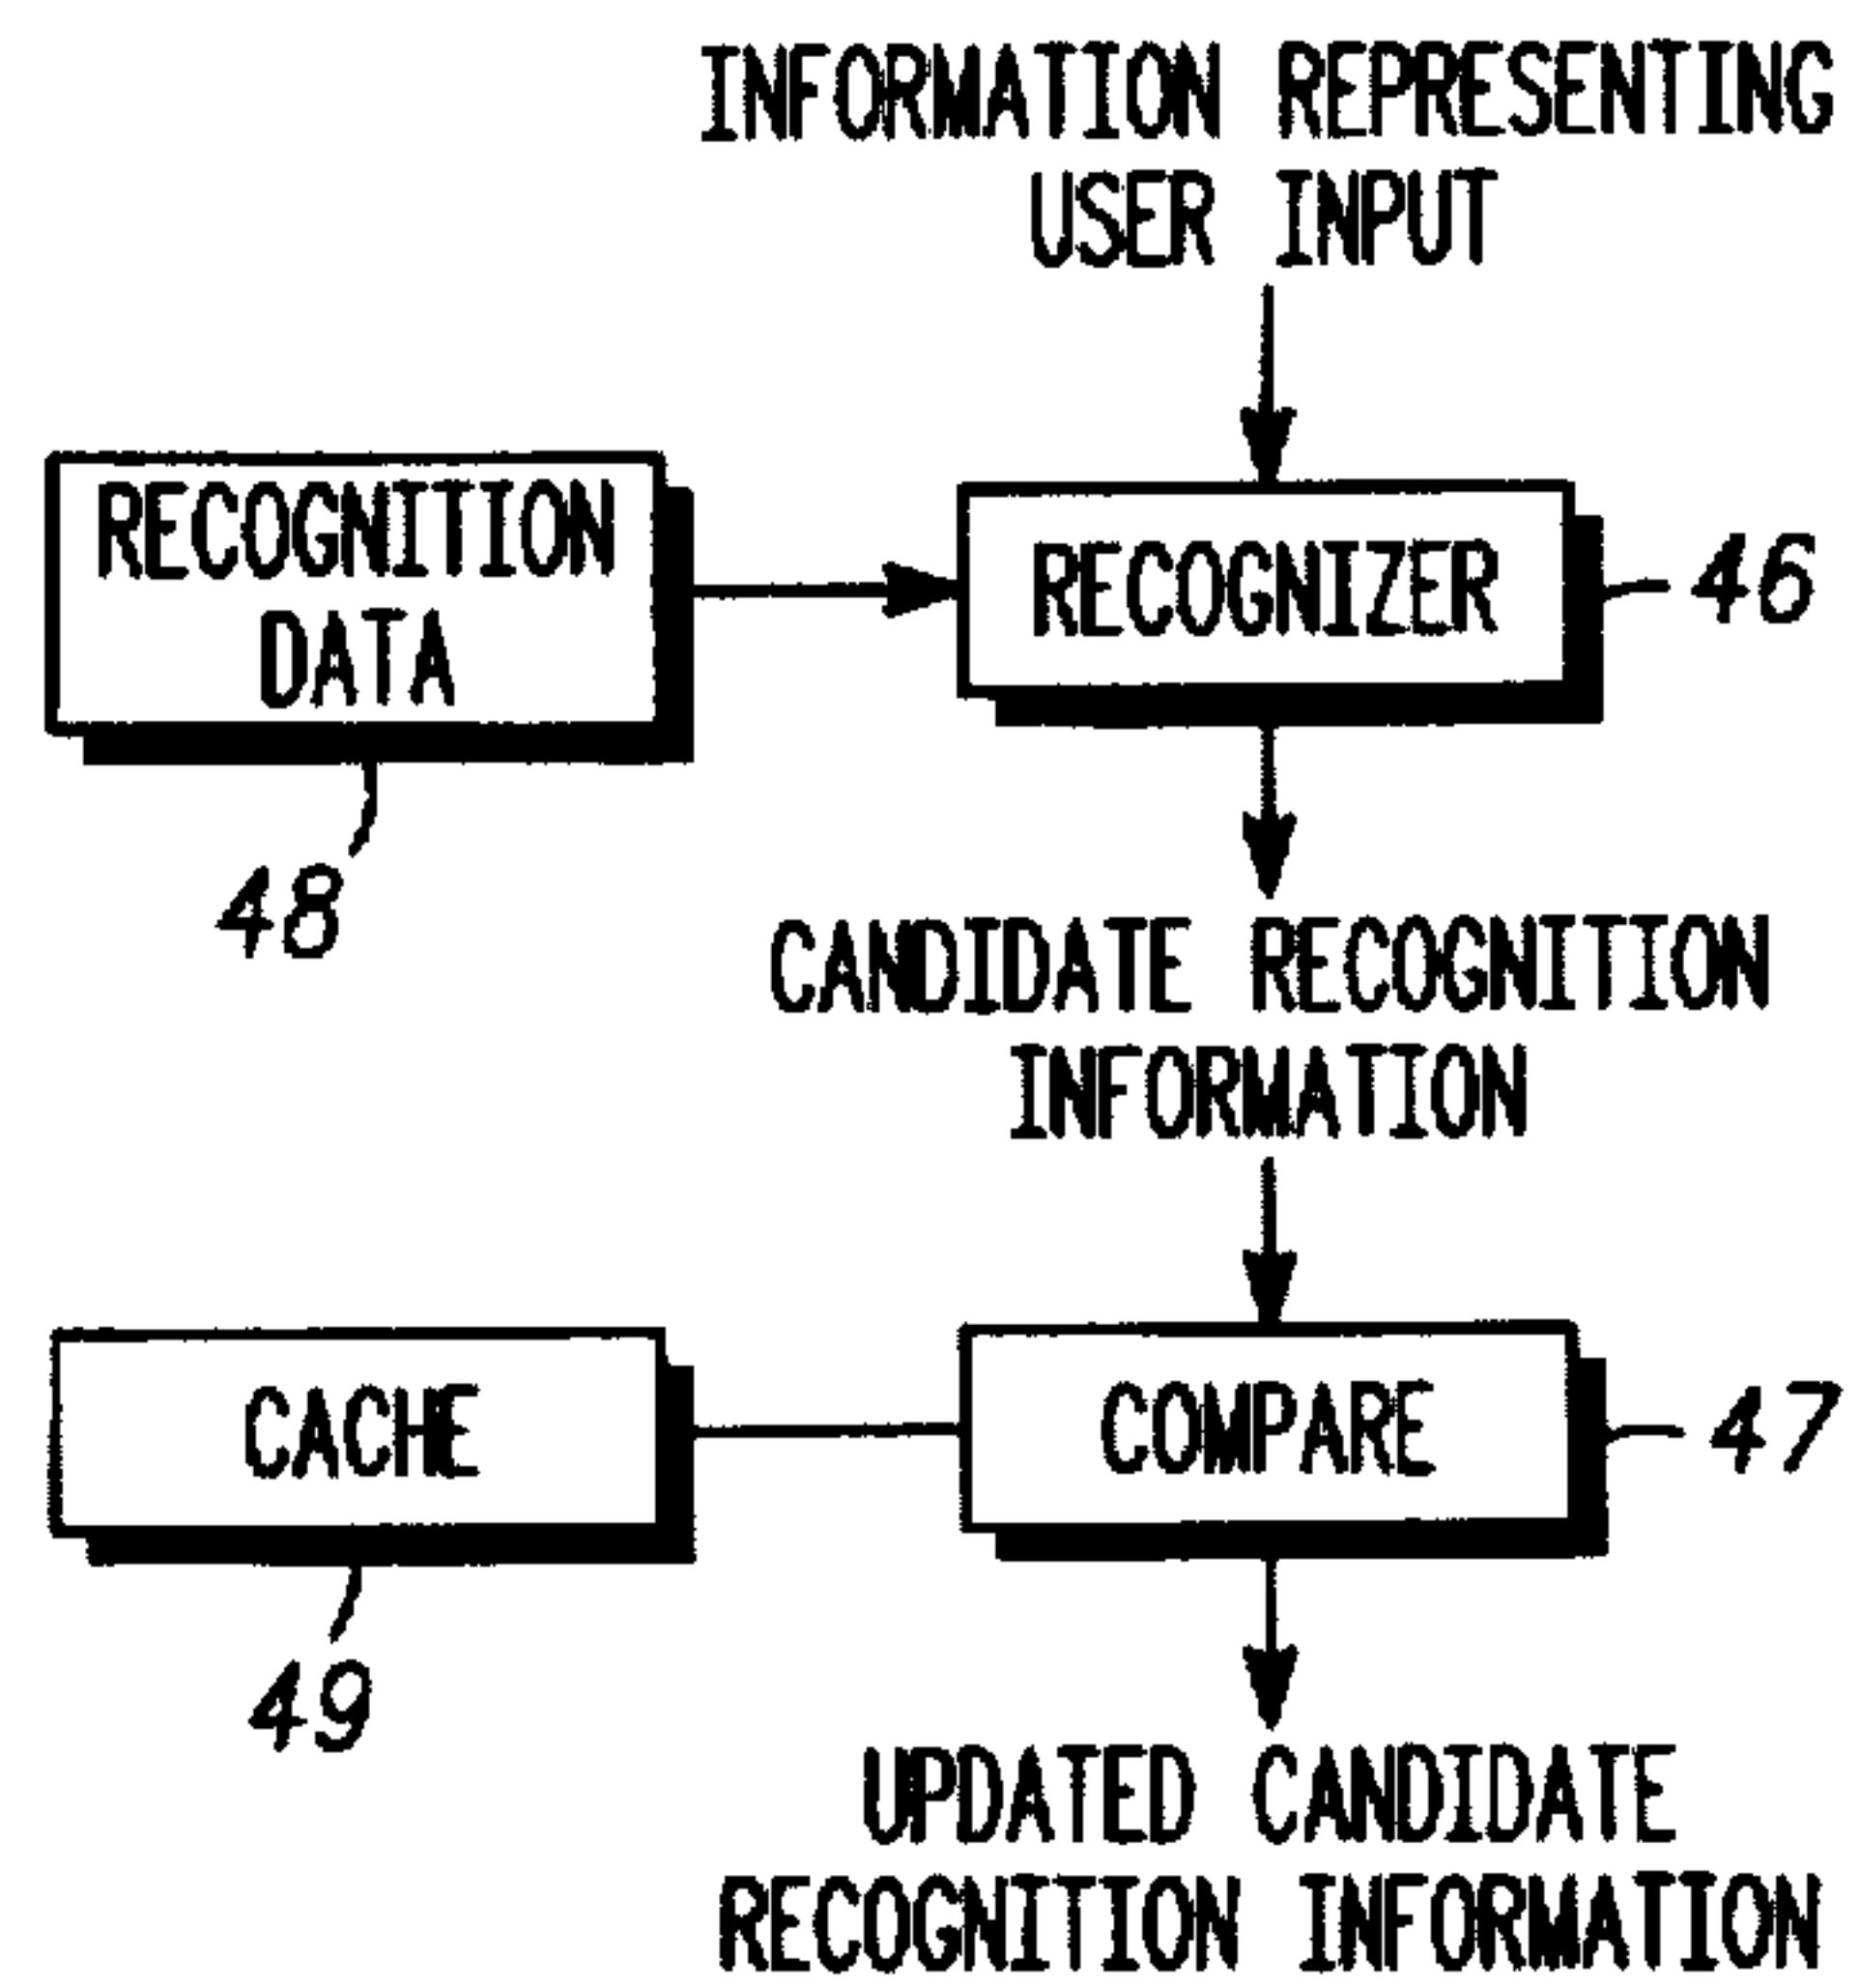 INFORMATION REPRESENTING
USER INPUT
RECOGNITION
DATA
RECOGNIZER
46
48
CANDIDATE RECOGNITION
INFORMATION
CACHE
COMPARE
47
49
UPDATED CANDIDATE
RECOGNITION INFORMATION